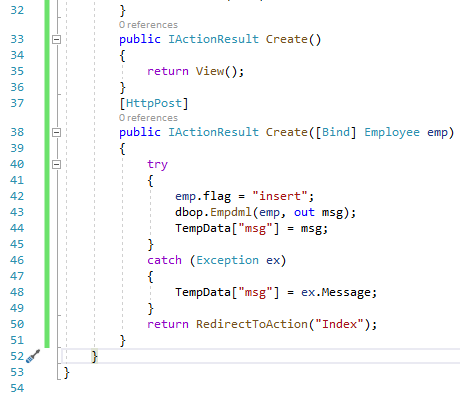 32 }
0 references
33 public IActionResult Create()
34 {
35 return View();
36 }
37 [HttpPost]
0 references
38 public IActionResult Create([Bind] Employee emp)
39 {
40 try
41 {
42 emp.flag = "insert";
43 dbop.Empdml(emp, out msg);
44 TempData["msg"] = msg;
45 }
46 catch (Exception ex)
47 {
48 TempData["msg"] = ex.Message;
49 }
50 return RedirectToAction("Index");
51 }
52 }
53 }
54